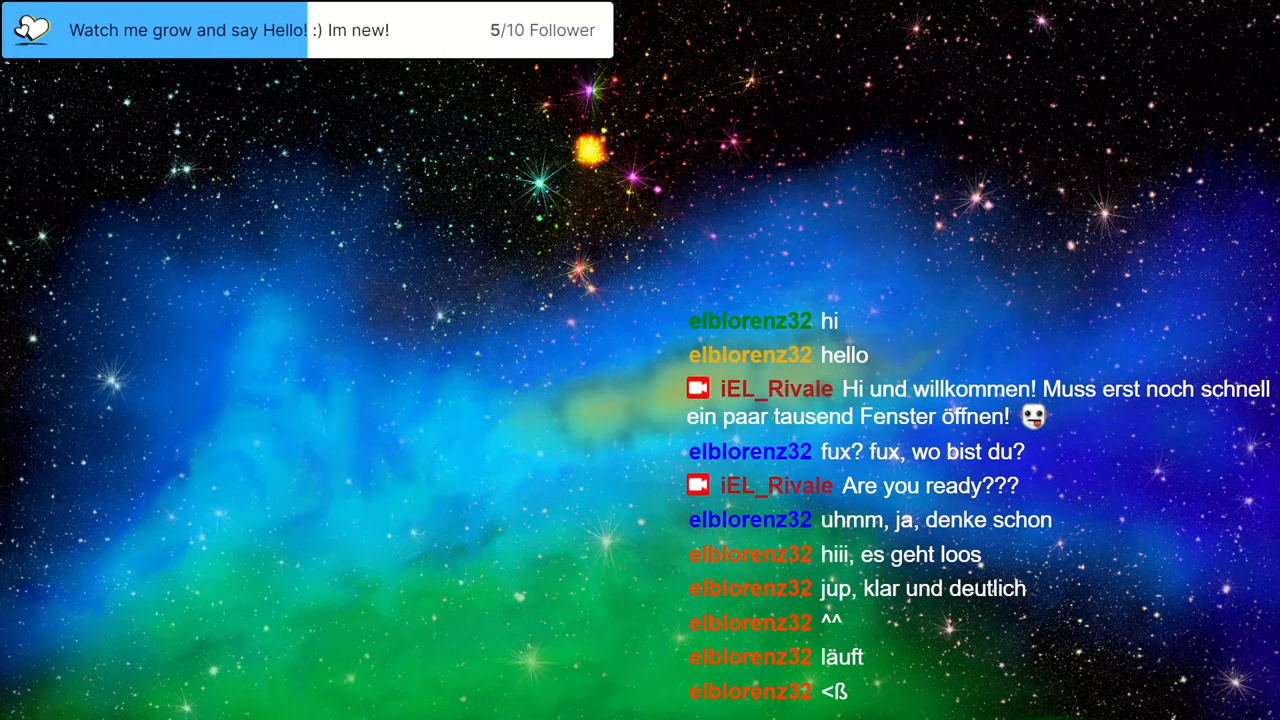 Watch me grow and say Hello! :) Im new! 5/10 Follower
elblorenz32 hi
elblorenz32 hello
iEL_Rivale Hi und willkommen! Muss erst noch schnell
ein paar tausend Fenster öffnen!
elblorenz32 fux? fux, wo bist du?
iEL_Rivale Are you ready???
elblorenz32 uhmm, ja, denke schon
elblorenz32 hiii, es geht loos
elblorenz32 jup, klar und deutlich
elblorenz32 ^^
elblorenz32 läuft
elblorenz32 <ß